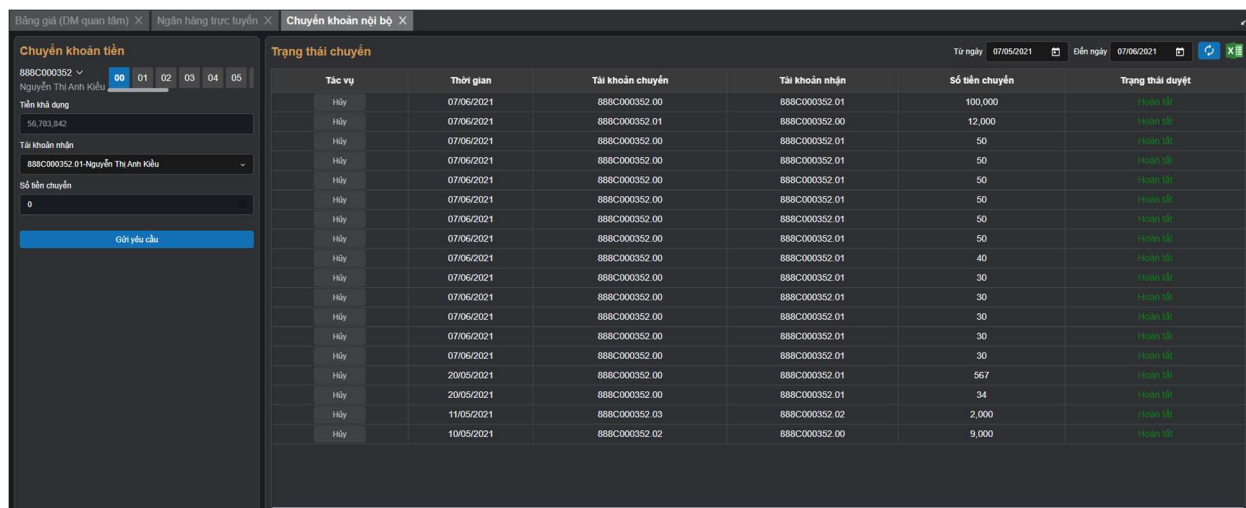 Bảng giá (DM quan tâm) X Ngân hàng trực tuyến X Chuyển khoản nội bộ X
Chuyển khoản tiền
888C000352
00 01 02 03 04 05
Nguyễn Thị Anh Kiều
Tiền khả dụng
56,703,842
Tài khoản nhận
888C000352.01-Nguyễn Thị Anh Kiều
Số tiền chuyển
0
Gửi yêu cầu
Trạng thái chuyển
Từ ngày 07/05/2021 Đến ngày 07/06/2021
Tác vụ Thời gian Tài khoản chuyển Tài khoản nhận Số tiền chuyển Trạng thái duyệt
Hủy 07/06/2021 888C000352.00 888C000352.01 100,000 Hoàn tất
Hủy 07/06/2021 888C000352.01 888C000352.00 12,000 Hoàn tất
Hủy 07/06/2021 888C000352.00 888C000352.01 50 Hoàn tất
Hủy 07/06/2021 888C000352.00 888C000352.01 50 Hoàn tất
Hủy 07/06/2021 888C000352.00 888C000352.01 50 Hoàn tất
Hủy 07/06/2021 888C000352.00 888C000352.01 50 Hoàn tất
Hủy 07/06/2021 888C000352.00 888C000352.01 50 Hoàn tất
Hủy 07/06/2021 888C000352.00 888C000352.01 50 Hoàn tất
Hủy 07/06/2021 888C000352.00 888C000352.01 40 Hoàn tất
Hủy 07/06/2021 888C000352.00 888C000352.01 30 Hoàn tất
Hủy 07/06/2021 888C000352.00 888C000352.01 30 Hoàn tất
Hủy 07/06/2021 888C000352.00 888C000352.01 30 Hoàn tất
Hủy 07/06/2021 888C000352.00 888C000352.01 30 Hoàn tất
Hủy 07/06/2021 888C000352.00 888C000352.01 30 Hoàn tất
Hủy 20/05/2021 888C000352.00 888C000352.01 567 Hoàn tất
Hủy 20/05/2021 888C000352.00 888C000352.01 34 Hoàn tất
Hủy 11/05/2021 888C000352.03 888C000352.02 2,000 Hoàn tất
Hủy 10/05/2021 888C000352.02 888C000352.00 9,000 Hoàn tất